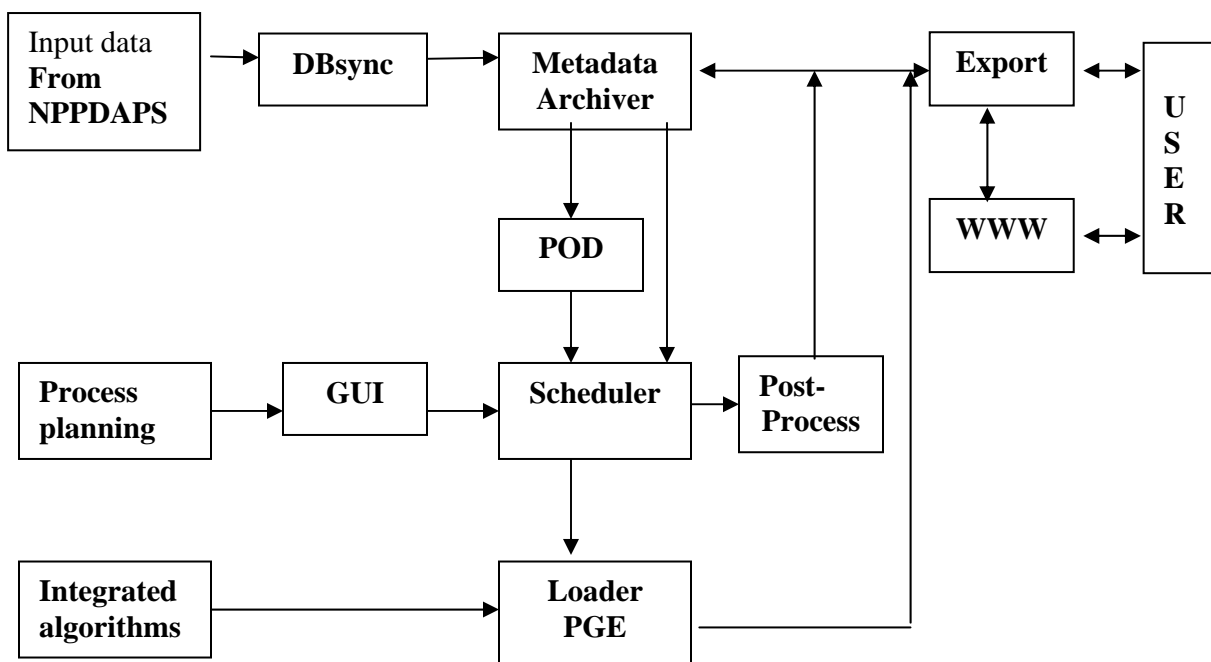 Input data
From
NPPDAPS
DBsync
Metadata
Archiver
Export
U
S
E
R
POD
WWW
Process
planning
GUI
Scheduler
Post-
Process
Integrated
algorithms
Loader
PGE